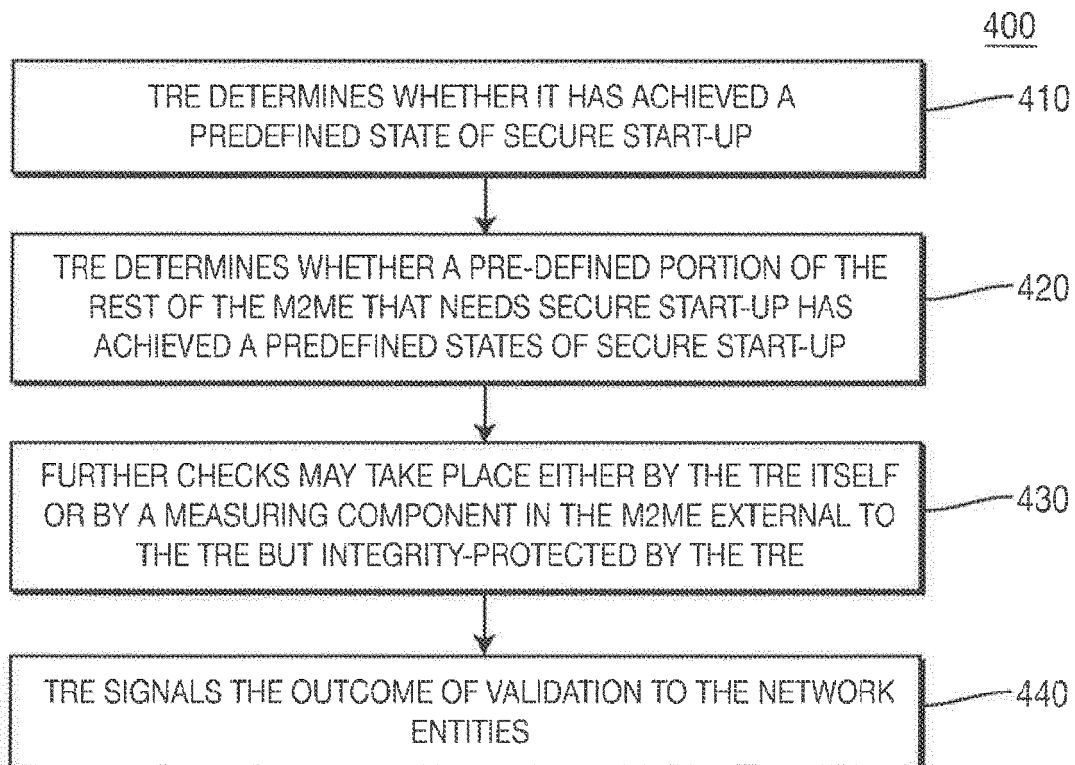 400
TRE DETERMINES WHETHER IT HAS ACHIEVED A
PREDEFINED STATE OF SECURE START-UP
410
TRE DETERMINES WHETHER A PRE-DEFINED PORTION OF THE
REST OF THE M2ME THAT NEEDS SECURE START-UP HAS
ACHIEVED A PREDEFINED STATES OF SECURE START-UP
420
FURTHER CHECKS MAY TAKE PLACE EITHER BY THE TRE ITSELF
OR BY A MEASURING COMPONENT IN THE M2ME EXTERNAL TO
THE TRE BUT INTEGRITY-PROTECTED BY THE TRE
430
TRE SIGNALS THE OUTCOME OF VALIDATION TO THE NETWORK
ENTITIES
440